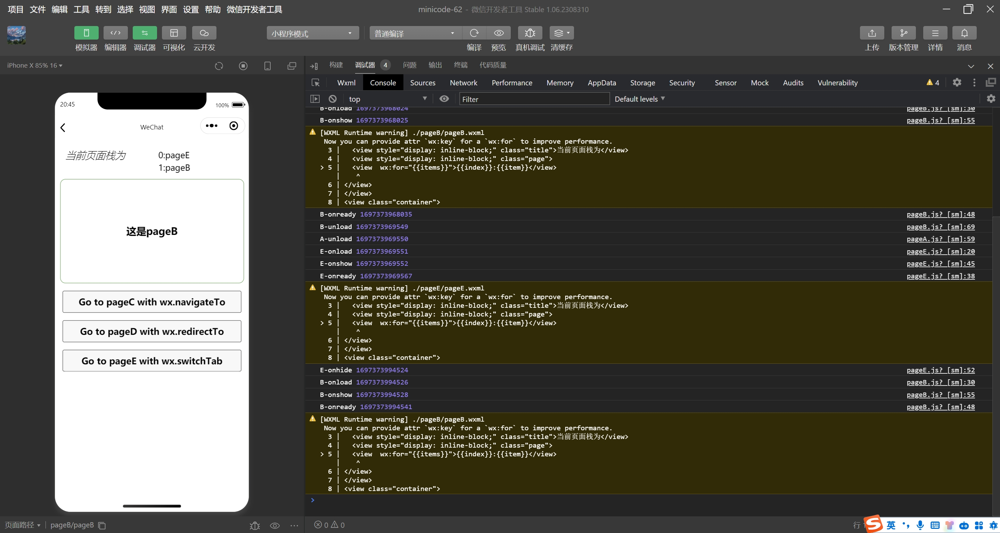 项目 文件 编辑 工具 转到 选择 视图 界面 设置 帮助 微信开发者工具
minicode-62 - 微信开发者工具 Stable 1.06.2308310
小程序模式
普通编译
模拟器 编辑器 调试器 可视化 云开发
编译 预览 真机调试 清缓存
上传 版本管理 详情 消息
iPhone X 85% 16
构建 调试器 4 问题 输出 终端 代码质量
Wxml Console Sources Network Performance Memory AppData Storage Security Sensor Mock Audits Vulnerability 4
top Filter Default levels
20:45
100%
WeChat
当前页面栈为
0:pageE
1:pageB
这是pageB
Go to pageC with wx.navigateTo
Go to pageD with wx.redirectTo
Go to pageE with wx.switchTab
B-onload 1697373968024 pageB.js? [sm]:30
B-onshow 1697373968025 pageB.js? [sm]:55
[WXML Runtime warning] ./pageB/pageB.wxml
Now you can provide attr `wx:key` for a `wx:for` to improve performance.
3 | <view style="display: inline-block;" class="title">当前页面栈为</view>
4 | <view style="display: inline-block;" class="page">
> 5 | <view  wx:for="{{items}}">{{index}}:{{item}}</view>
| ^
6 | </view>
7 | </view>
8 | <view class="container">
B-onready 1697373968035 pageB.js? [sm]:48
B-unload 1697373969549 pageB.js? [sm]:69
A-unload 1697373969550 pageA.js? [sm]:59
E-onload 1697373969551 pageE.js? [sm]:20
E-onshow 1697373969552 pageE.js? [sm]:45
E-onready 1697373969567 pageE.js? [sm]:38
[WXML Runtime warning] ./pageE/pageE.wxml
Now you can provide attr `wx:key` for a `wx:for` to improve performance.
3 | <view style="display: inline-block;" class="title">当前页面栈为</view>
4 | <view style="display: inline-block;" class="page">
> 5 | <view  wx:for="{{items}}">{{index}}:{{item}}</view>
| ^
6 | </view>
7 | </view>
8 | <view class="container">
E-onhide 1697373994524 pageE.js? [sm]:52
B-onload 1697373994526 pageB.js? [sm]:30
B-onshow 1697373994528 pageB.js? [sm]:55
B-onready 1697373994541 pageB.js? [sm]:48
[WXML Runtime warning] ./pageB/pageB.wxml
Now you can provide attr `wx:key` for a `wx:for` to improve performance.
3 | <view style="display: inline-block;" class="title">当前页面栈为</view>
4 | <view style="display: inline-block;" class="page">
> 5 | <view  wx:for="{{items}}">{{index}}:{{item}}</view>
| ^
6 | </view>
7 | </view>
8 | <view class="container">
>
页面路径 pageB/pageB
0 0
行
英